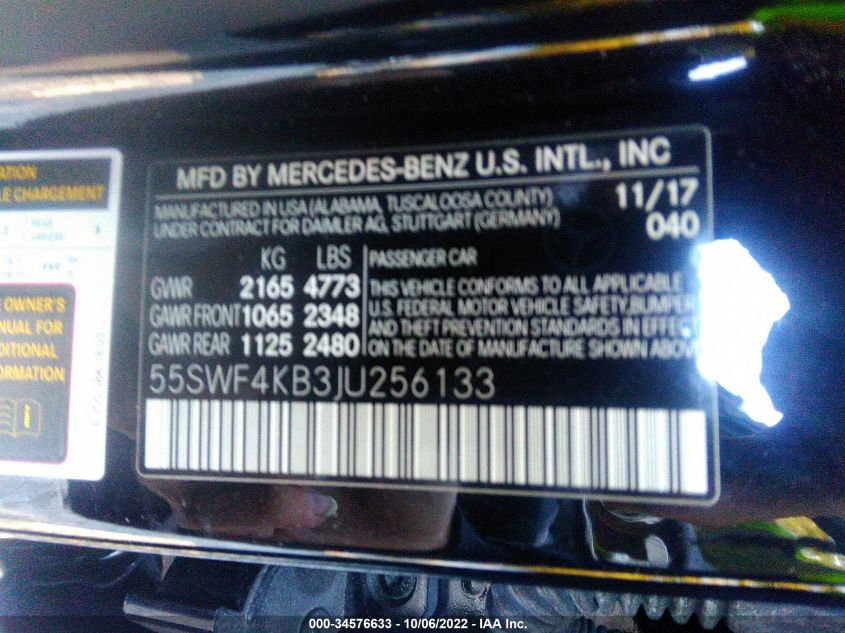 MFD BY MERCEDES-BENZ U.S. INTL., INC
MANUFACTURED IN USA (ALABAMA, TUSCALOOSA COUNTY) 11/17
UNDER CONTRACT FOR DAIMLER AG, STUTTGART (GERMANY) 040
KG LBS PASSENGER CAR
GVWR 2165 4773 THIS VEHICLE CONFORMS TO ALL APPLICABLE
GAWR FRONT 1065 2348 U.S. FEDERAL MOTOR VEHICLE SAFETY, BUMPER
GAWR REAR 1125 2480 AND THEFT PREVENTION STANDARDS IN EFFECT
ON THE DATE OF MANUFACTURE SHOWN ABOVE
55SWF4KB3JU256133
CHARGEMENT
OWNER'S
FOR
000-34576633 - 10/06/2022 - IAA Inc.